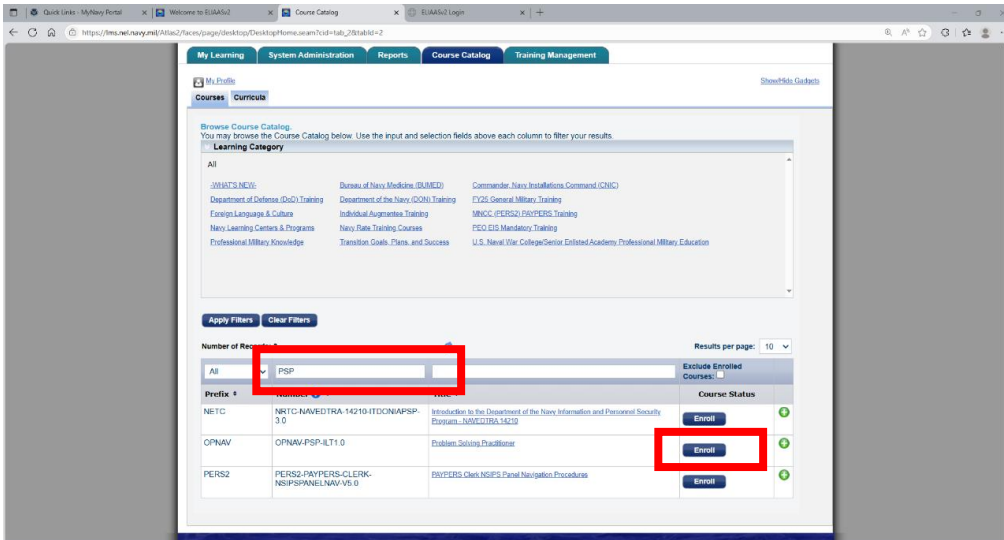 Quick Links - MyNavy Portal
Welcome to ELIAASv2
Course Catalog
EUAASv2 Login
https://lms.nel.navy.mil/Atlas2/faces/page/desktop/DesktopHome.seam?cid=tab_2&tabId=2
My Learning System Administration Reports Course Catalog Training Management
My Profile Show/Hide Gadgets
Courses Curricula
Browse Course Catalog.
You may browse the Course Catalog below. Use the input and selection fields above each column to filter your results.
Learning Category
All
-WHAT'S NEW- Bureau of Navy Medicine (BUMED) Commander, Navy Installations Command (CNIC)
Department of Defense (DoD) Training Department of the Navy (DON) Training FY25 General Military Training
Foreign Language & Culture Individual Augmentee Training MNCC (PERS2) PAYPERS Training
Navy Learning Centers & Programs Navy Rate Training Courses PEO EIS Mandatory Training
Professional Military Knowledge Transition Goals, Plans, and Success U.S. Naval War College/Senior Enlisted Academy Professional Military Education
Apply Filters Clear Filters
Number of Results per page: 10
All PSP Exclude Enrolled
Courses:
Prefix Course Status
NETC NRTC-NAVEDTRA-14210-ITDONIAPSP-
3.0 Introduction to the Department of the Navy Information and Personnel Security
Program - NAVEDTRA 14210 Enroll
OPNAV OPNAV-PSP-ILT1.0 Problem Solving Practitioner Enroll
PERS2 PERS2-PAYPERS-CLERK-
NSIPSPANELNAV-V5.0 PAYPERS Clerk NSIPS Panel Navigation Procedures Enroll